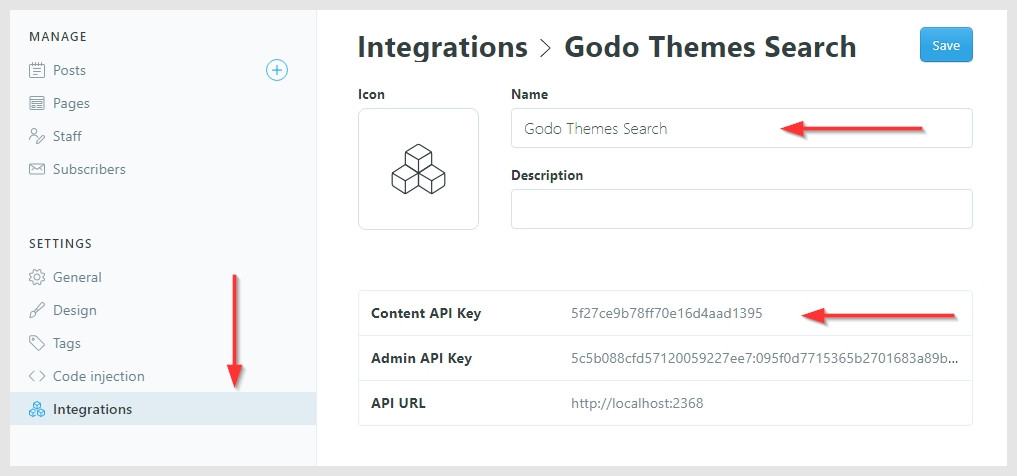 MANAGE
Posts
Pages
Staff
Subscribers
SETTINGS
General
Design
Tags
Code injection
Integrations
Integrations > Godo Themes Search
Save
Icon
Name
Godo Themes Search
Description
Content API Key 5f27ce9b78ff70e16d4aad1395
Admin API Key 5c5b088cfd57120059227ee7:095f0d7715365b2701683a89b...
API URL http://localhost:2368